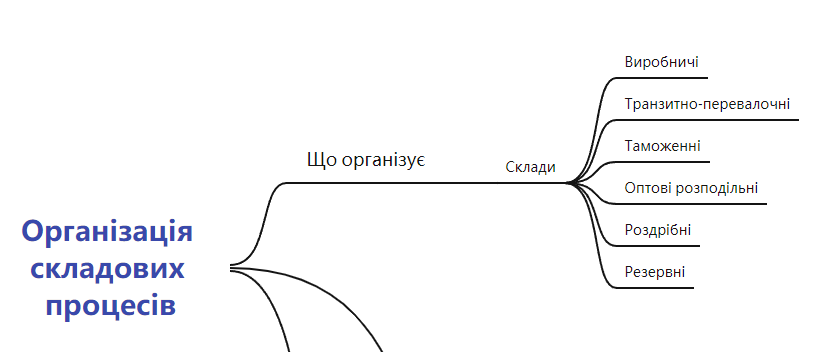 Організація
складових
процесів
Що організує
Склади
Виробничі
Транзитно-перевалочні
Таможенні
Оптові розподільні
Роздрібні
Резервні